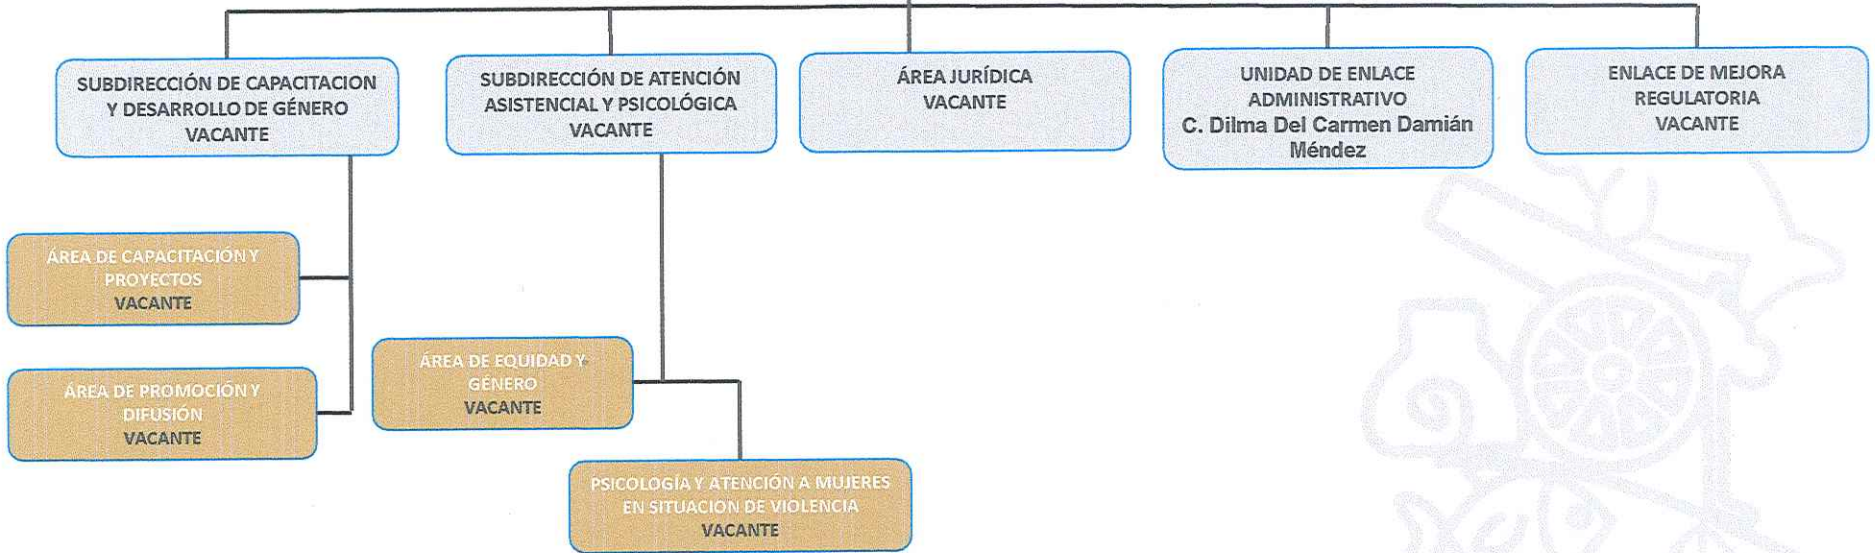 SUBDIRECCIÓN DE CAPACITACION
Y DESARROLLO DE GÉNERO
VACANTE
SUBDIRECCIÓN DE ATENCIÓN
ASISTENCIAL Y PSICOLÓGICA
VACANTE
ÁREA JURÍDICA
VACANTE
UNIDAD DE ENLACE
ADMINISTRATIVO
C. Dilma Del Carmen Damián
Méndez
ENLACE DE MEJORA
REGULATORIA
VACANTE
ÁREA DE CAPACITACIÓN Y
PROYECTOS
VACANTE
ÁREA DE PROMOCIÓN Y
DIFUSIÓN
VACANTE
ÁREA DE EQUIDAD Y
GÉNERO
VACANTE
PSICOLOGÍA Y ATENCIÓN A MUJERES
EN SITUACION DE VIOLENCIA
VACANTE